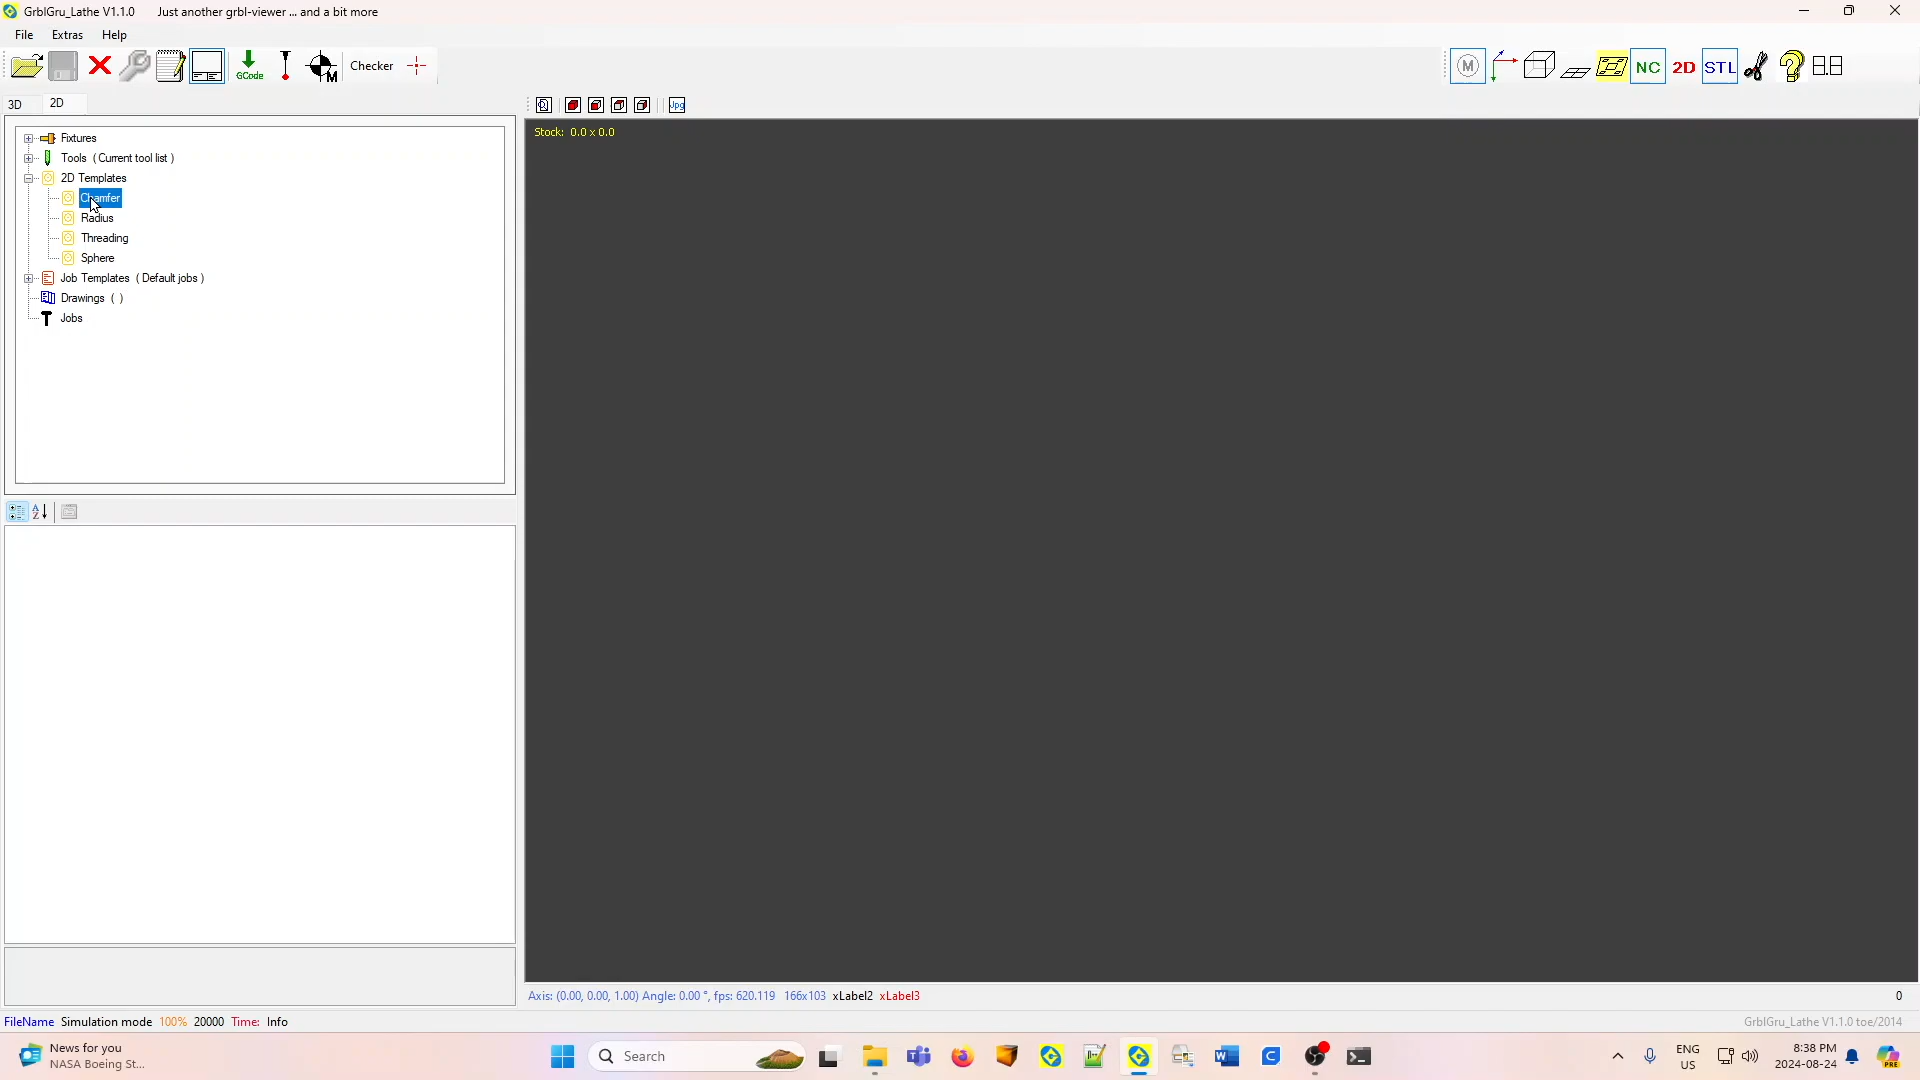 GrblGru_Lathe V1.1.0 Just another grbl-viewer ... and a bit more
File Extras Help
GCode M Checker M NC 2D STL
3D 2D Jpg
Stock: 0.0 x 0.0
Fixtures
Tools ( Current tool list )
2D Templates
Chamfer
Radius
Threading
Sphere
Job Templates ( Default jobs )
Drawings ( )
Jobs
A Z
Axis: (0.00, 0.00, 1.00) Angle: 0.00 °, fps: 620.119 166x103 xLabel2 xLabel3 0
FileName Simulation mode 100% 20000 Time: Info GrblGru_Lathe V1.1.0 toe/2014
News for you
NASA Boeing St...
Search
ENG
US
8:38 PM
2024-08-24
PRE